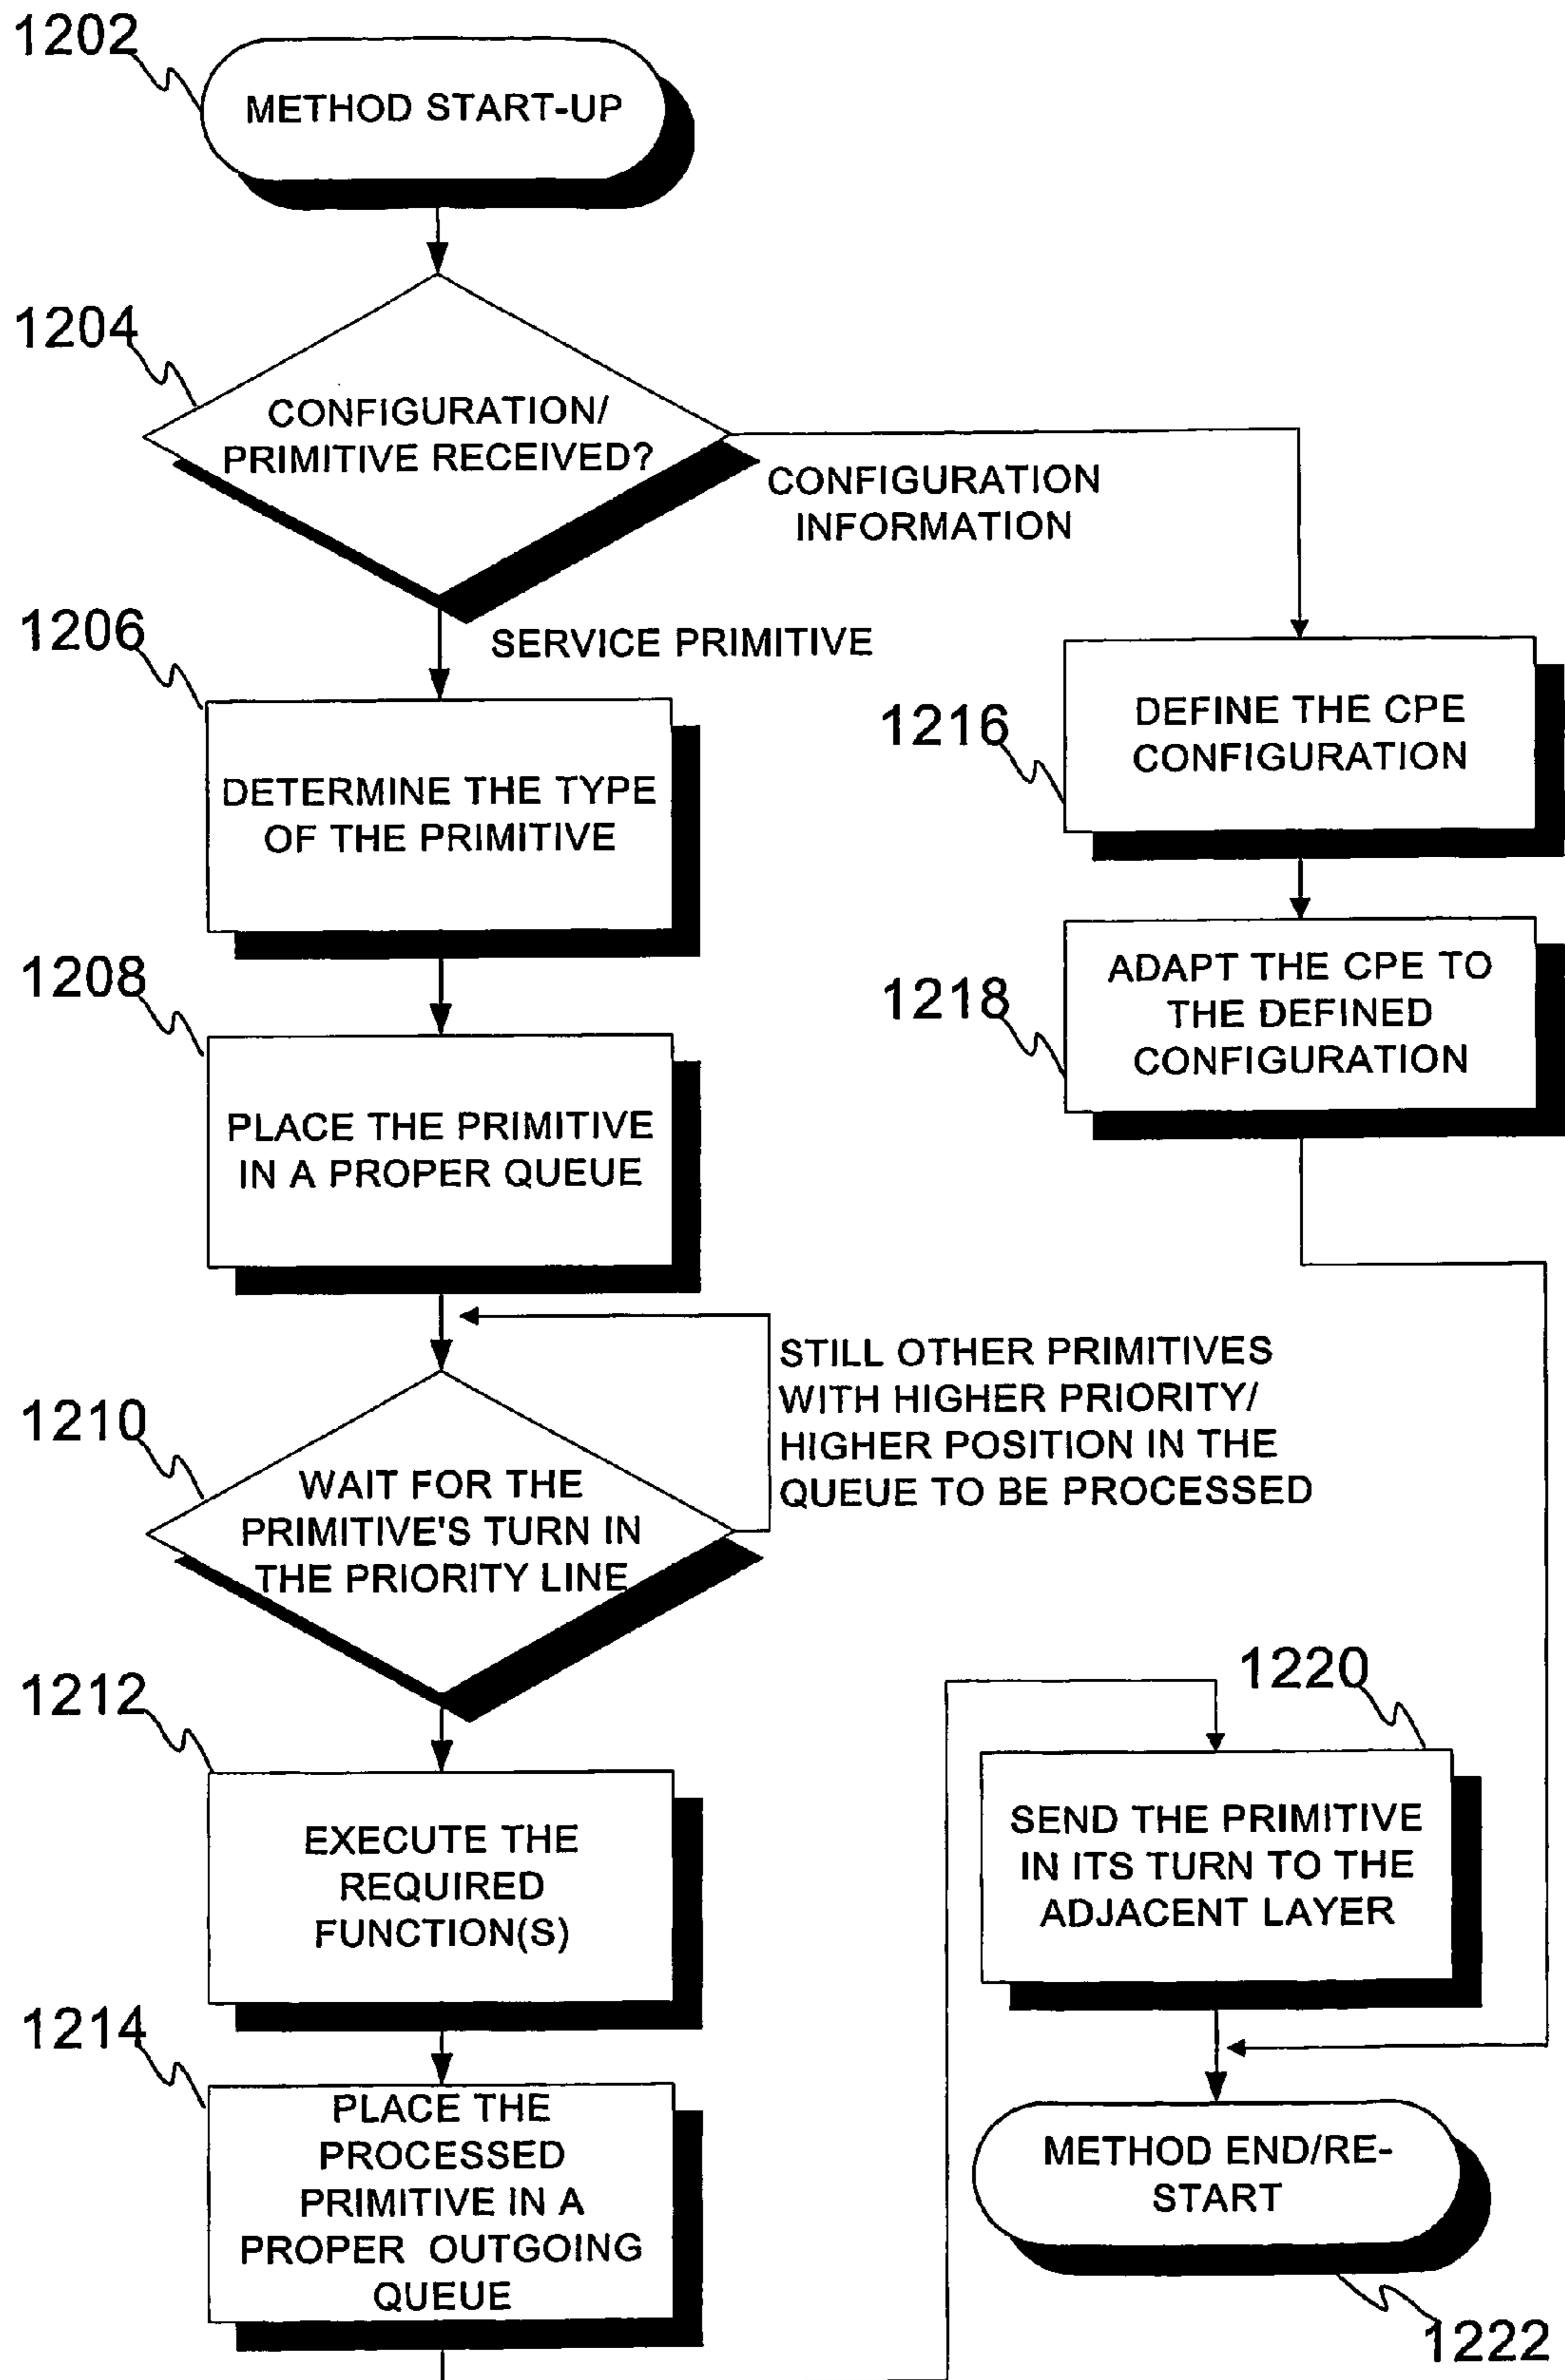 1202
METHOD START-UP
1204
CONFIGURATION/
PRIMITIVE RECEIVED?
CONFIGURATION
INFORMATION
SERVICE PRIMITIVE
1206
DETERMINE THE TYPE
OF THE PRIMITIVE
1216
DEFINE THE CPE
CONFIGURATION
1208
PLACE THE PRIMITIVE
IN A PROPER QUEUE
1218
ADAPT THE CPE TO
THE DEFINED
CONFIGURATION
STILL OTHER PRIMITIVES
WITH HIGHER PRIORITY/
HIGHER POSITION IN THE
QUEUE TO BE PROCESSED
1210
WAIT FOR THE
PRIMITIVE'S TURN IN
THE PRIORITY LINE
1212
EXECUTE THE
REQUIRED
FUNCTION(S)
1214
PLACE THE
PROCESSED
PRIMITIVE IN A
PROPER OUTGOING
QUEUE
1220
SEND THE PRIMITIVE
IN ITS TURN TO THE
ADJACENT LAYER
METHOD END/RE-
START
1222